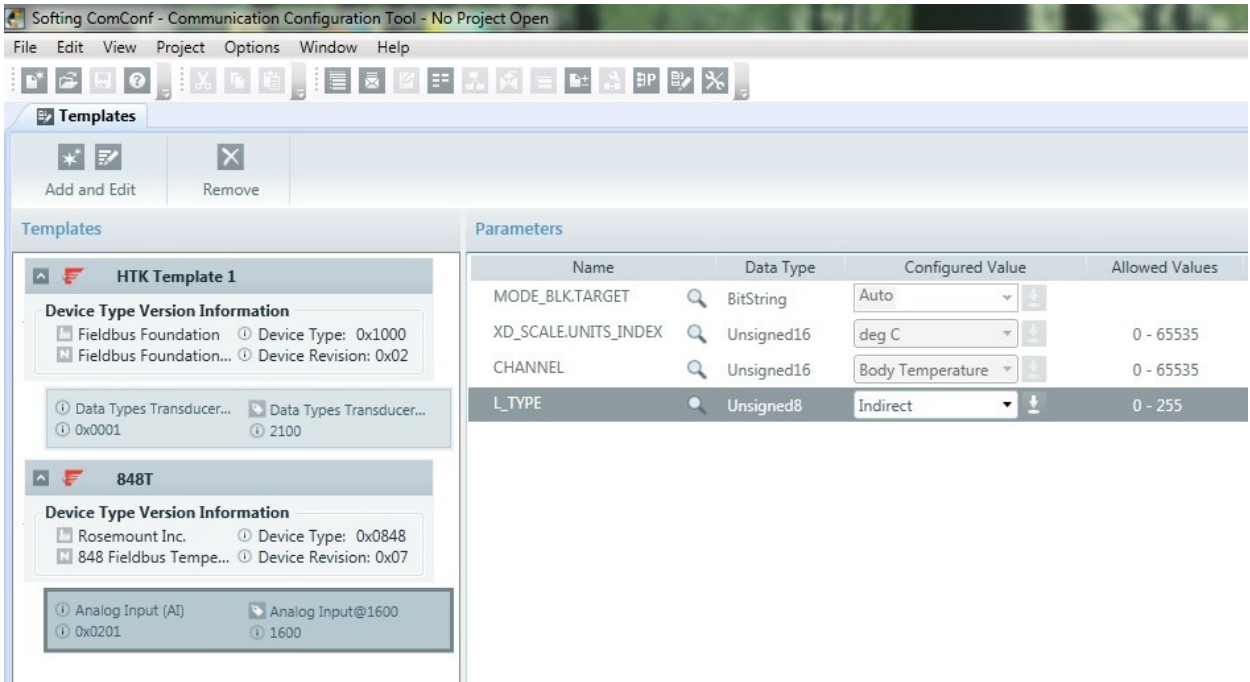 Softing ComConf - Communication Configuration Tool - No Project Open
File Edit View Project Options Window Help
Templates
Add and Edit Remove
Templates
HTK Template 1
Device Type Version Information
Fieldbus Foundation Device Type: 0x1000
Fieldbus Foundation... Device Revision: 0x02
Data Types Transducer... Data Types Transducer...
0x0001 2100
848T
Device Type Version Information
Rosemount Inc. Device Type: 0x0848
848 Fieldbus Tempe... Device Revision: 0x07
Analog Input (AI) Analog Input@1600
0x0201 1600
Parameters
Name Data Type Configured Value Allowed Values
MODE_BLK.TARGET BitString Auto
XD_SCALE.UNITS_INDEX Unsigned16 deg C 0 - 65535
CHANNEL Unsigned16 Body Temperature 0 - 65535
L_TYPE Unsigned8 Indirect 0 - 255